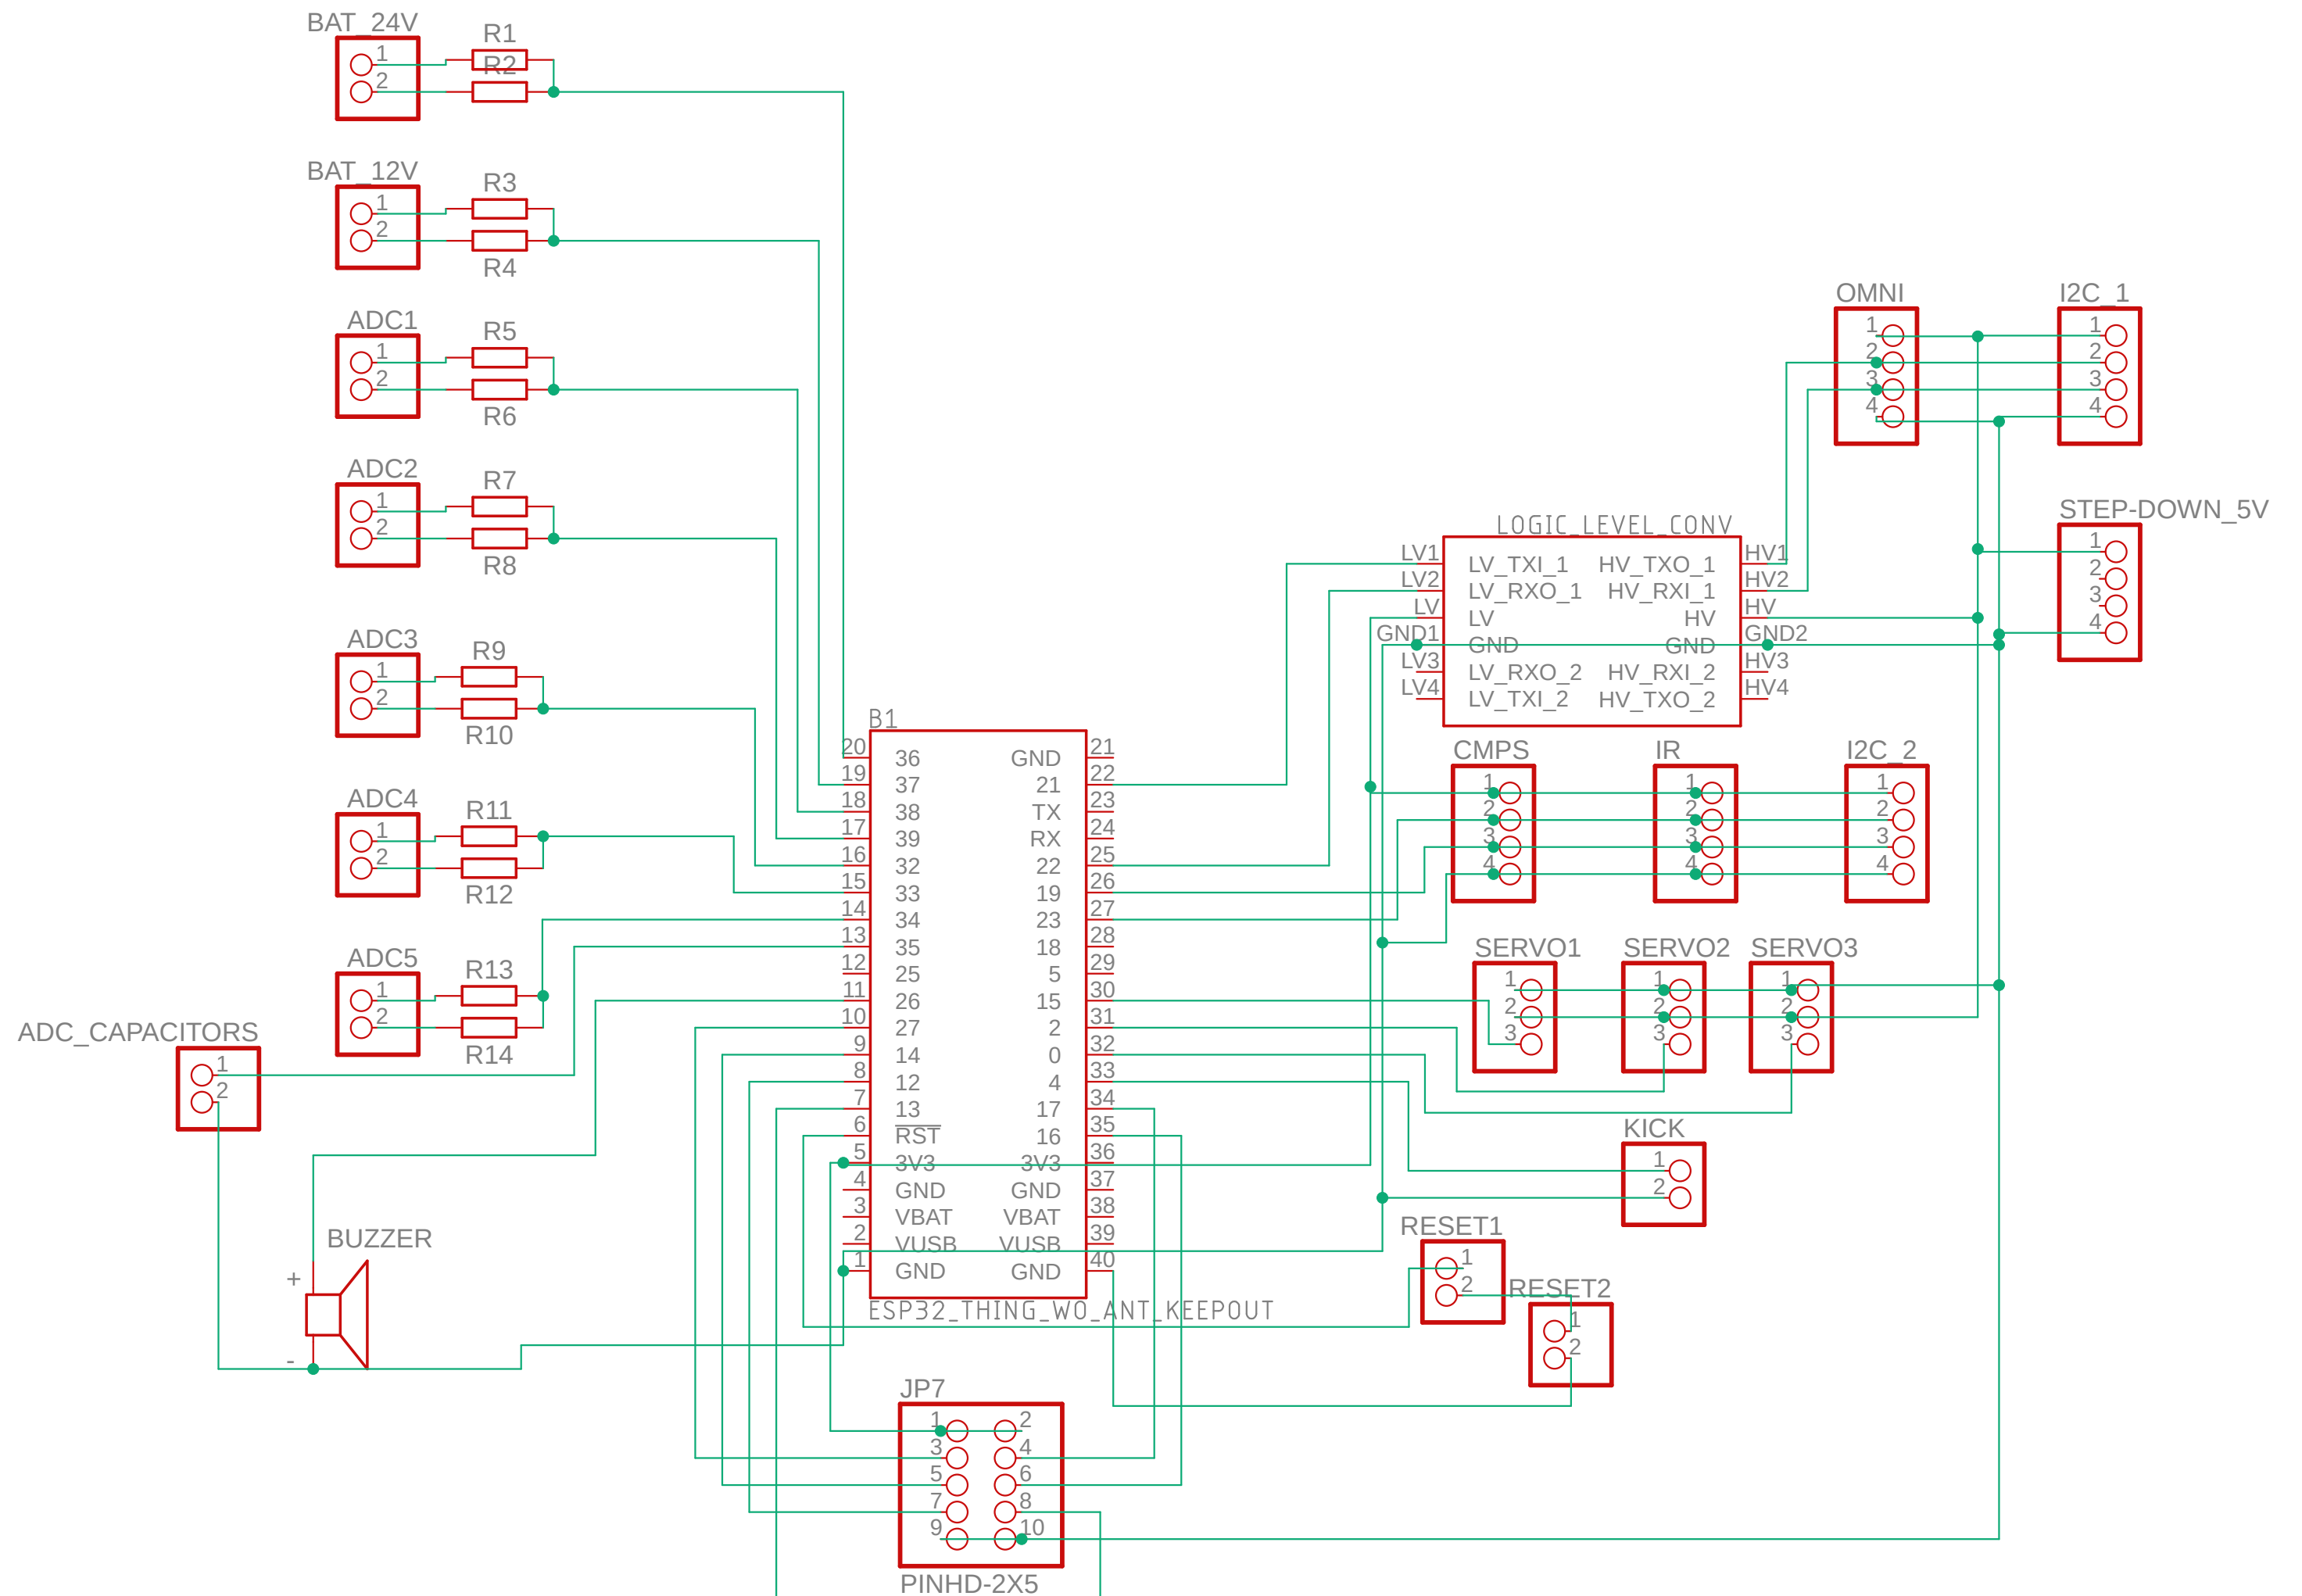 BAT_24V
1
2
R1
R2
BAT_12V
1
2
R3
R4
ADC1
1
2
R5
R6
ADC2
1
2
R7
R8
ADC3
1
2
R9
R10
ADC4
1
2
R11
R12
ADC5
1
2
R13
R14
ADC_CAPACITORS
1
2
BUZZER
+
-
B1
20 36 GND 21
19 37 21 22
18 38 TX 23
17 39 RX 24
16 32 22 25
15 33 19 26
14 34 23 27
13 35 18 28
12 25 5 29
11 26 15 30
10 27 2 31
9 14 0 32
8 12 4 33
7 13 17 34
6 RST 16 35
5 3V3 3V3 36
4 GND GND 37
3 VBAT VBAT 38
2 VUSB VUSB 39
1 GND GND 40
ESP32_THING_WO_ANT_KEEPOUT
JP7
1 2
3 4
5 6
7 8
9 10
PINHD-2X5
LOGIC_LEVEL_CONV
LV1 LV_TXI_1 HV_TXO_1 HV1
LV2 LV_RXO_1 HV_RXI_1 HV2
LV LV HV HV
GND1 GND GND GND2
LV3 LV_RXO_2 HV_RXI_2 HV3
LV4 LV_TXI_2 HV_TXO_2 HV4
OMNI
1
2
3
4
I2C_1
1
2
3
4
STEP-DOWN_5V
1
2
3
4
CMPS
1
2
3
4
IR
1
2
3
4
I2C_2
1
2
3
4
SERVO1
1
2
3
SERVO2
1
2
3
SERVO3
1
2
3
KICK
1
2
RESET1
1
2
RESET2
1
2